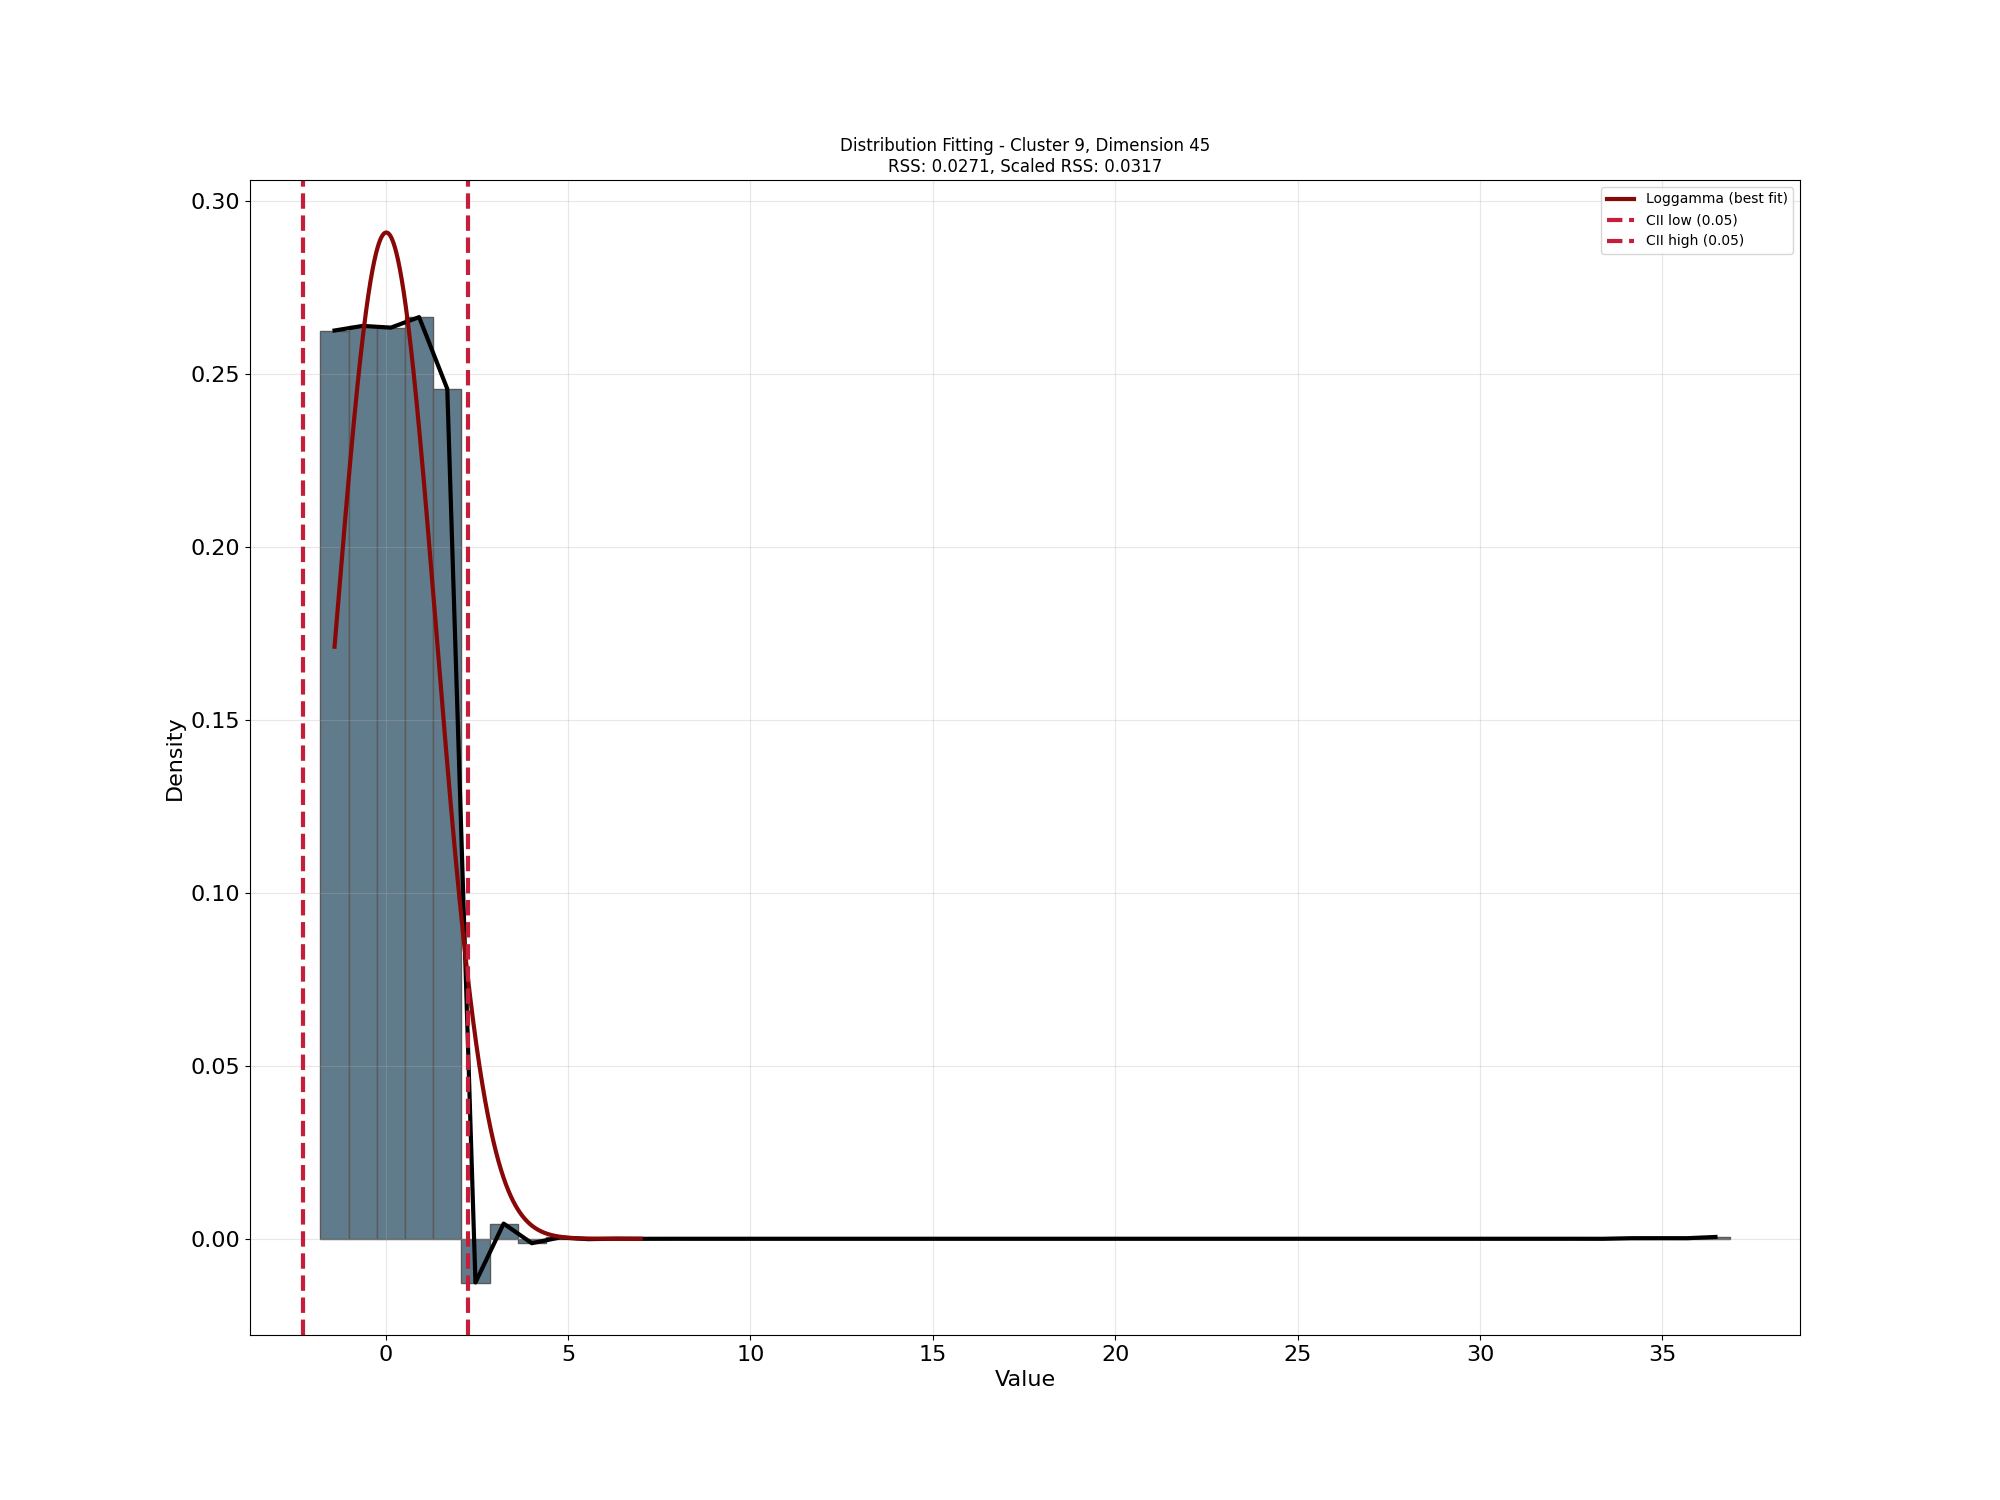 Distribution Fitting - Cluster 9, Dimension 45
RSS: 0.0271, Scaled RSS: 0.0317
Loggamma (best fit)
CII low (0.05)
CII high (0.05)
0.30
0.25
0.20
0.15
0.10
0.05
0.00
Density
0 5 10 15 20 25 30 35
Value